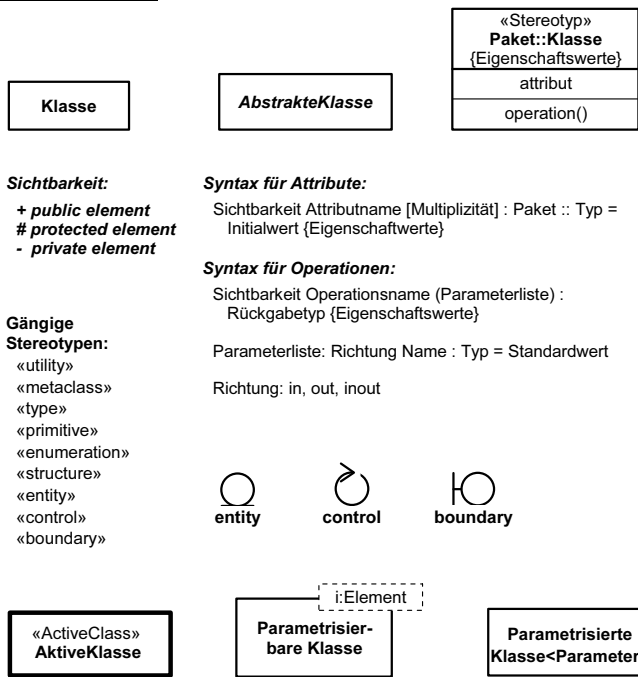 «Stereotyp»
Paket::Klasse
{Eigenschaftswerte}
attribut
operation()
Klasse
AbstrakteKlasse
Sichtbarkeit:
+ public element
# protected element
- private element
Syntax für Attribute:
Sichtbarkeit Attributname [Multiplizität] : Paket :: Typ =
Initialwert {Eigenschaftwerte}
Syntax für Operationen:
Sichtbarkeit Operationsname (Parameterliste) :
Rückgabetyp {Eigenschaftswerte}
Parameterliste: Richtung Name : Typ = Standardwert
Richtung: in, out, inout
Gängige
Stereotypen:
«utility»
«metaclass»
«type»
«primitive»
«enumeration»
«structure»
«entity»
«control»
«boundary»
entity
control
boundary
«ActiveClass»
AktiveKlasse
i:Element
Parametrisier-
bare Klasse
Parametrisierte
Klasse<Parameter